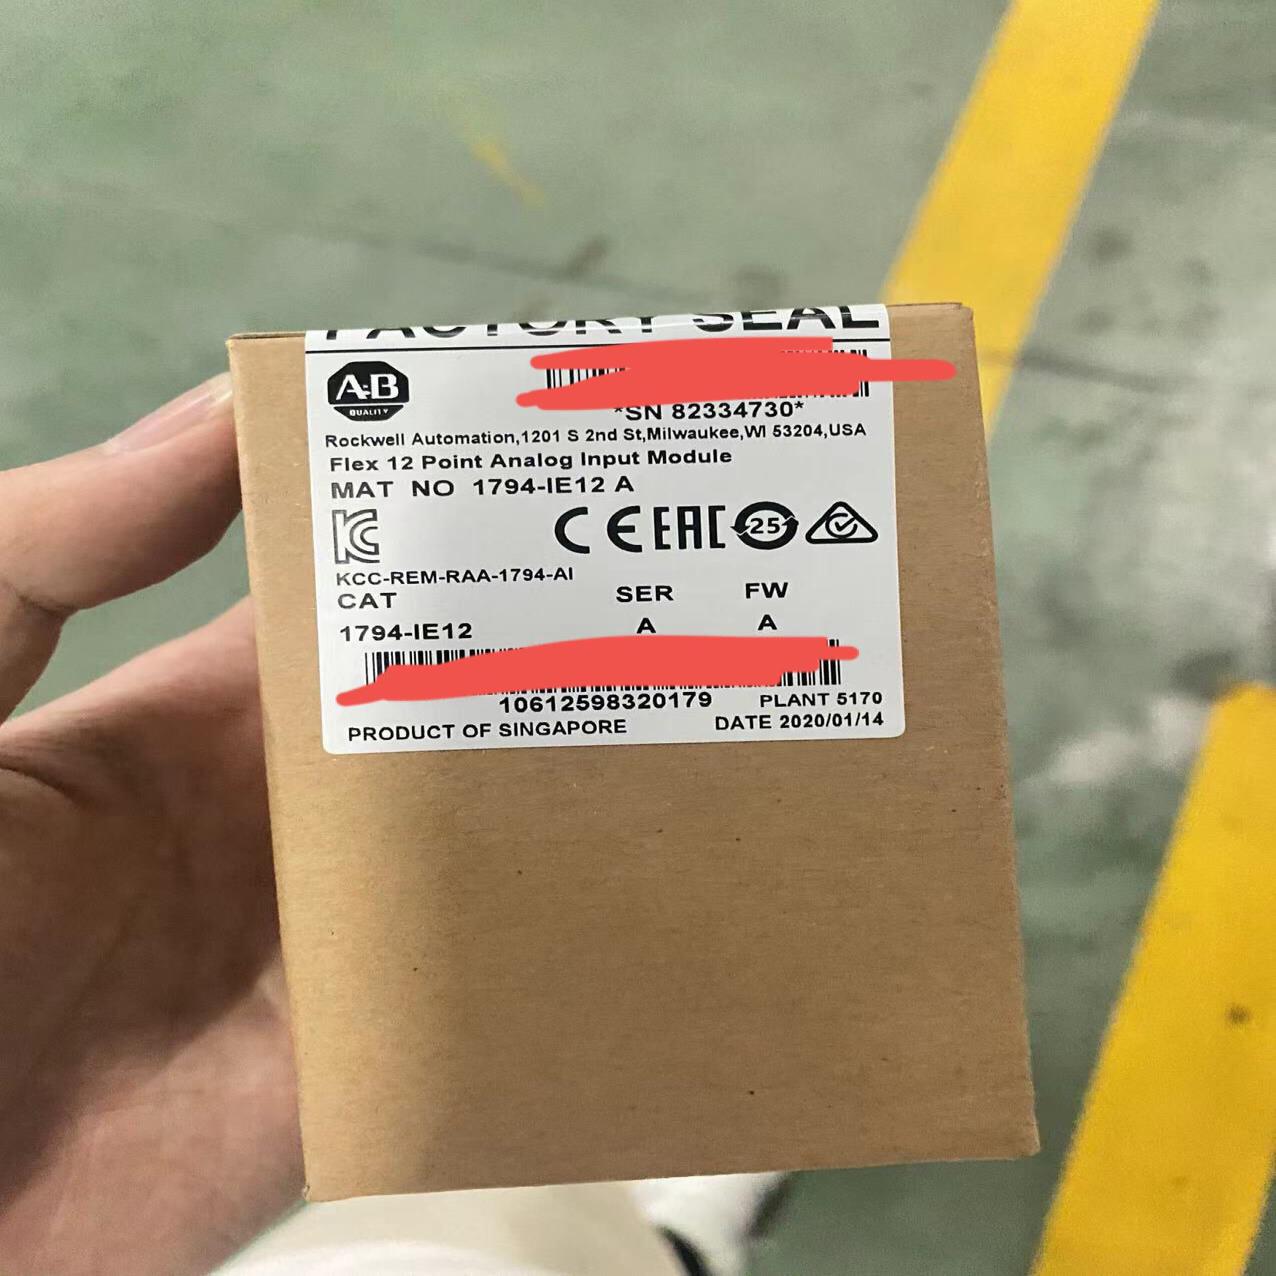 FACTORY SEAL
A-B
QUALITY
*SN 82334730*
Rockwell Automation,1201 S 2nd St,Milwaukee,WI 53204,USA
Flex 12 Point Analog Input Module
MAT NO 1794-IE12 A
KC CE EAC 25
KCC-REM-RAA-1794-AI
CAT SER FW
1794-IE12 A A
10612598320179 PLANT 5170
PRODUCT OF SINGAPORE DATE 2020/01/14